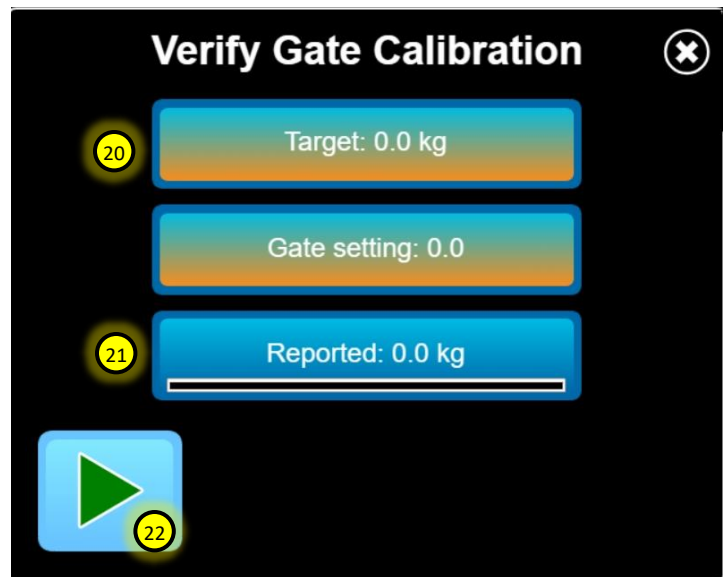 Verify Gate Calibration
20
Target: 0.0 kg
Gate setting: 0.0
21
Reported: 0.0 kg
22